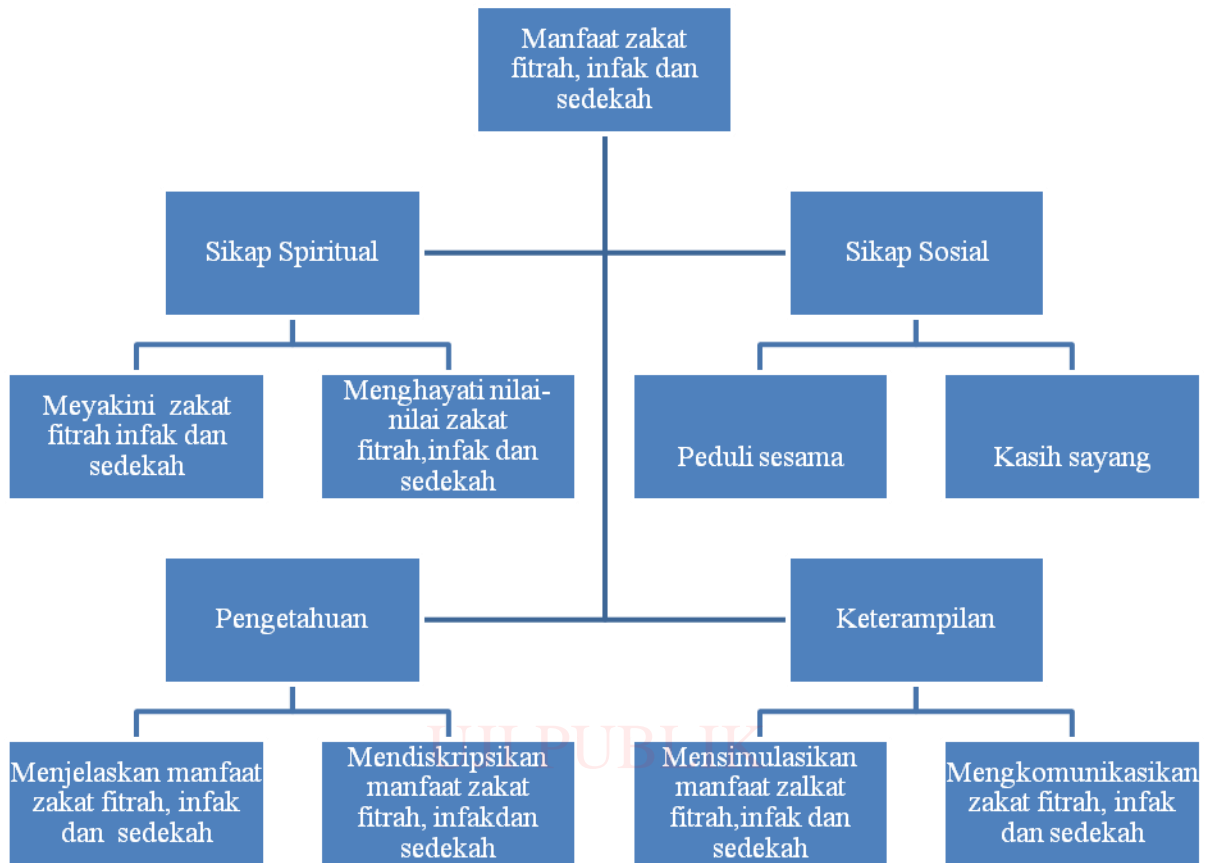 Manfaat zakat
fitrah, infak dan
sedekah
Sikap Spiritual
Sikap Sosial
Meyakini zakat
fitrah infak dan
sedekah
Menghayati nilai-
nilai zakat
fitrah,infak dan
sedekah
Peduli sesama
Kasih sayang
Pengetahuan
Keterampilan
Menjelaskan manfaat
zakat fitrah, infak
dan sedekah
Mendiskripsikan
manfaat zakat
fitrah, infakdan
sedekah
Mensimulasikan
manfaat zalkat
fitrah,infak dan
sedekah
Mengkomunikasikan
zakat fitrah, infak
dan sedekah
UJI PUBLIK